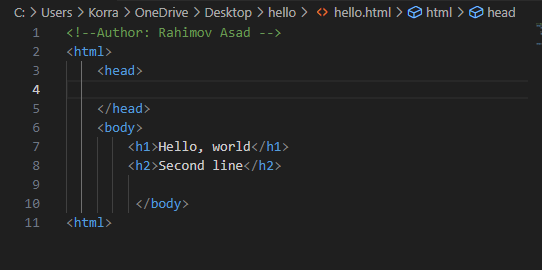 C: > Users > Korra > OneDrive > Desktop > hello > <> hello.html > html > head
1 <!--Author: Rahimov Asad -->
2 <html>
3 <head>
4
5 </head>
6 <body>
7 <h1>Hello, world</h1>
8 <h2>Second line</h2>
9
10 </body>
11 <html>